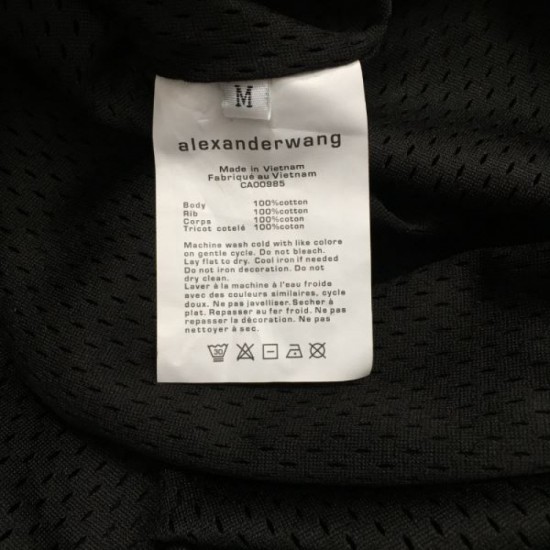 M
alexanderwang
Made in Vietnam
Fabriqué au Vietnam
CA00985
Body 100%cotton
Rib 100%cotton
Corps 100%coton
Tricot cotelé 100%coton
Machine wash cold with like colors
on gentle cycle. Do not bleach.
Lay flat to dry. Cool iron if needed
Do not iron decoration. Do not
dry clean.
Laver à la machine à l'eau froide
avec des couleurs similaires, cycle
doux. Ne pas javelliser.Secher à
plat. Repasser au fer froid. Ne pas
repasser la décoration. Ne pas
nettoyer à sec.
30